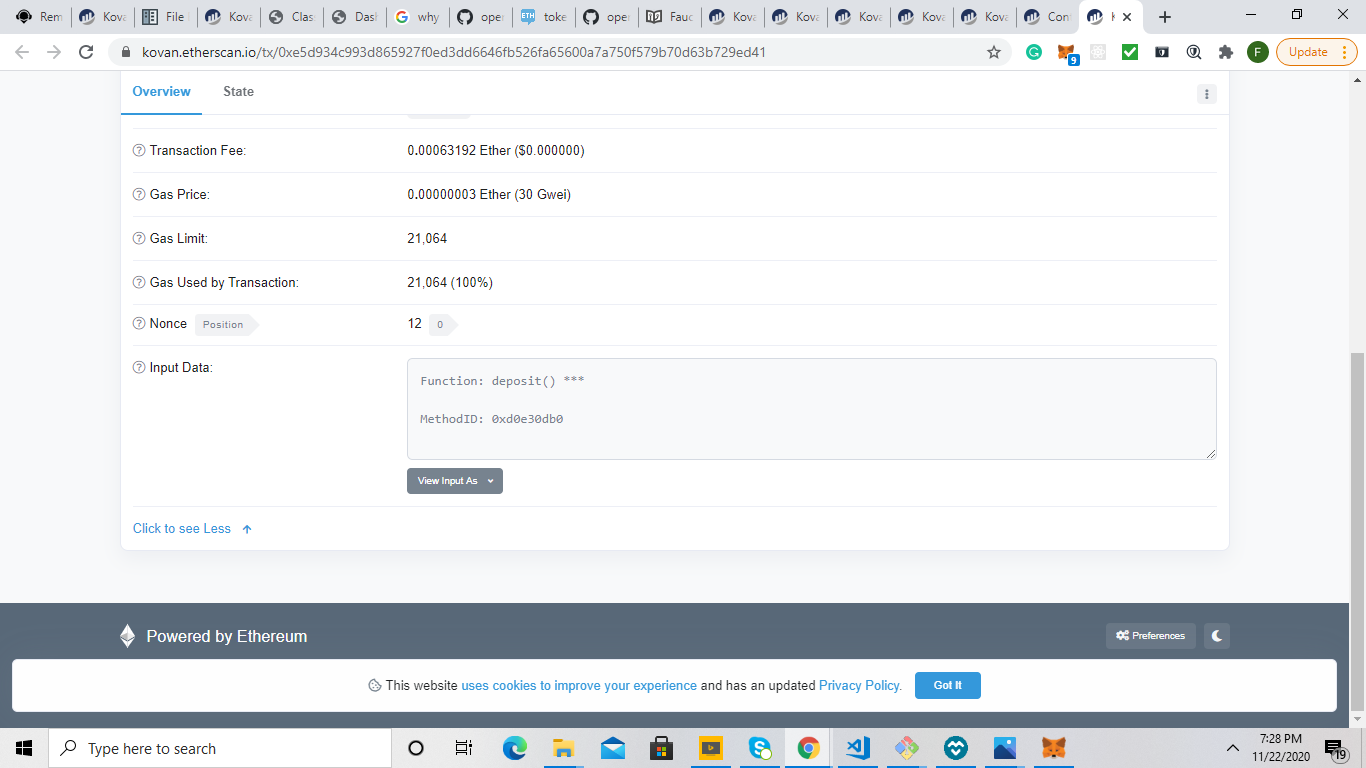 Rem
Kova
File
Kova
Clas
Das
why
oper
toke
oper
Fauc
Kova
Kova
Kova
Kova
Kova
Con
kovan.etherscan.io/tx/0xe5d934c993d865927f0ed3dd6646fb526fa65600a7a750f579b70d63b729ed41
9
F
Update
Overview State
Transaction Fee: 0.00063192 Ether ($0.000000)
Gas Price: 0.00000003 Ether (30 Gwei)
Gas Limit: 21,064
Gas Used by Transaction: 21,064 (100%)
Nonce Position 12 0
Input Data:
Function: deposit() ***
MethodID: 0xd0e30db0
View Input As
Click to see Less
Powered by Ethereum
Preferences
This website uses cookies to improve your experience and has an updated Privacy Policy. Got It
Type here to search
7:28 PM
11/22/2020
19